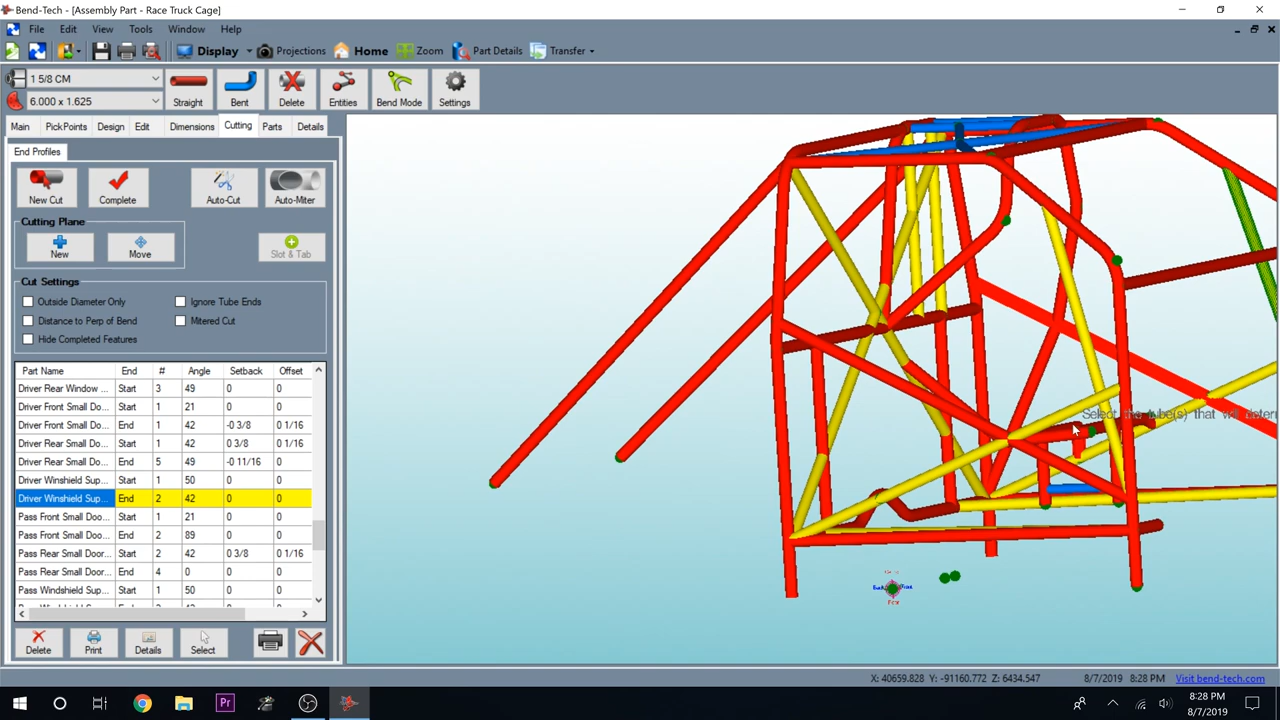 Bend-Tech - [Assembly Part - Race Truck Cage]
File Edit View Tools Window Help
Display Projections Home Zoom Part Details Transfer
1 5/8 CM
6.000 x 1.625
Straight Bent Delete Entities Bend Mode Settings
Main PickPoints Design Edit Dimensions Cutting Parts Details
End Profiles
New Cut Complete Auto-Cut Auto-Miter
Cutting Plane
New Move Slot & Tab
Cut Settings
Outside Diameter Only Ignore Tube Ends
Distance to Perp of Bend Mitered Cut
Hide Completed Features
Part Name End # Angle Setback Offset
Driver Rear Window ... Start 3 49 0 0
Driver Front Small Do... Start 1 21 0 0
Driver Front Small Do... Start 1 42 -0 3/8 0 1/16
Driver Rear Small Do... Start 1 42 0 3/8 0 1/16
Driver Rear Small Do... End 5 49 -0 11/16 0
Driver Winshield Sup... Start 1 50 0 0
Driver Winshield Sup... End 2 42 0 0
Pass Front Small Doo... Start 1 21 0 0
Pass Front Small Doo... End 2 89 0 0
Pass Rear Small Door... Start 2 42 0 3/8 0 1/16
Pass Rear Small Door... End 4 0 0 0
Pass Windshield Sup... Start 1 50 0 0
Delete Print Details Select
Select the tube(s) that will deter
X: 40659.828 Y: -91160.772 Z: 6434.547 8/7/2019 8:28 PM Visit bend-tech.com
8:28 PM
8/7/2019